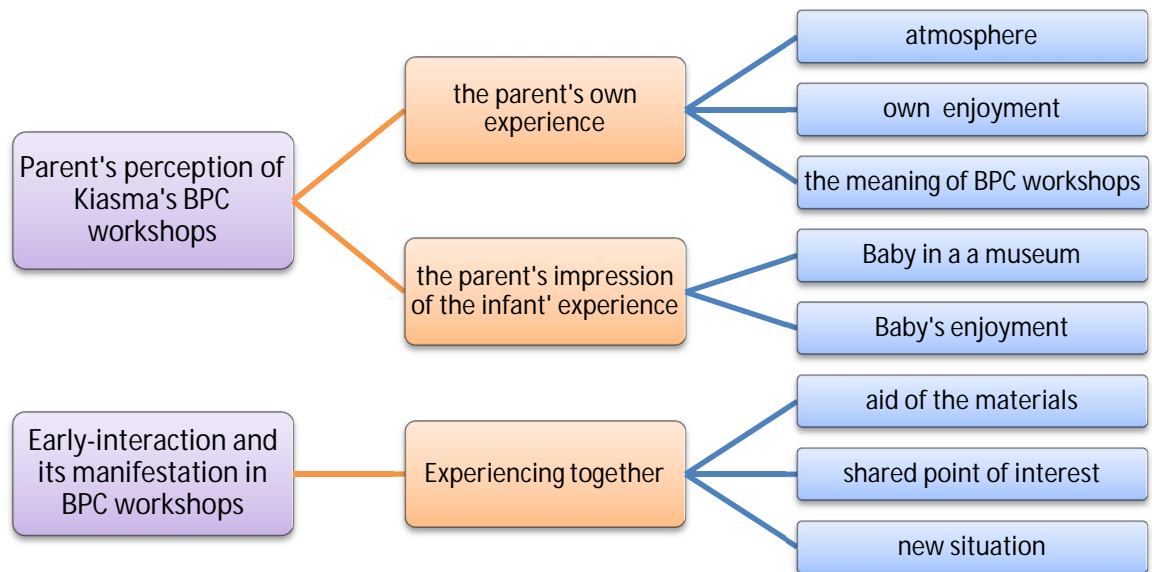 Parent's perception of
Kiasma's BPC
workshops
the parent's own
experience
atmosphere
own enjoyment
the meaning of BPC workshops
the parent's impression
of the infant' experience
Baby in a a museum
Baby's enjoyment
Early-interaction and
its manifestation in
BPC workshops
Experiencing together
aid of the materials
shared point of interest
new situation